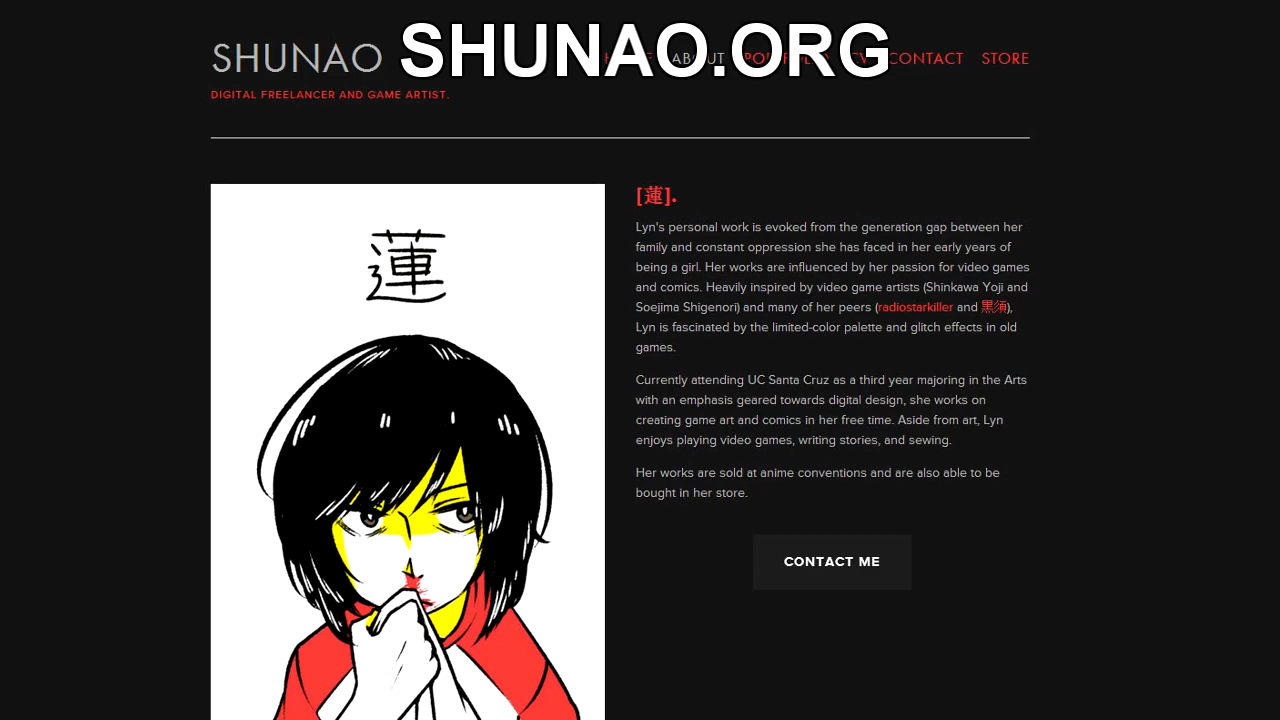 SHUNAO
SHUNAO.ORG
ABOUT CONTACT STORE
DIGITAL FREELANCER AND GAME ARTIST.
蓮
[蓮].
Lyn's personal work is evoked from the generation gap between her
family and constant oppression she has faced in her early years of
being a girl. Her works are influenced by her passion for video games
and comics. Heavily inspired by video game artists (Shinkawa Yoji and
Soejima Shigenori) and many of her peers (radiostarkiller and 黒須),
Lyn is fascinated by the limited-color palette and glitch effects in old
games.
Currently attending UC Santa Cruz as a third year majoring in the Arts
with an emphasis geared towards digital design, she works on
creating game art and comics in her free time. Aside from art, Lyn
enjoys playing video games, writing stories, and sewing.
Her works are sold at anime conventions and are also able to be
bought in her store.
CONTACT ME